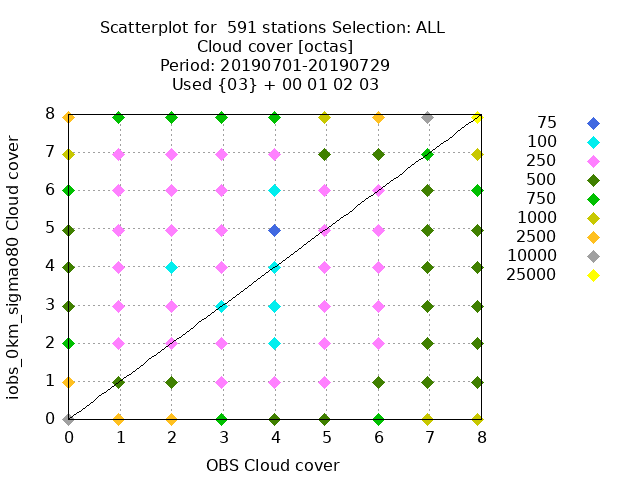 Scatterplot for  591 stations Selection: ALL
Cloud cover [octas]
Period: 20190701-20190729
Used {03} + 00 01 02 03
iobs_0km_sigmao80 Cloud cover
8
7
6
5
4
3
2
1
0
0 1 2 3 4 5 6 7 8
OBS Cloud cover
75
100
250
500
750
1000
2500
10000
25000